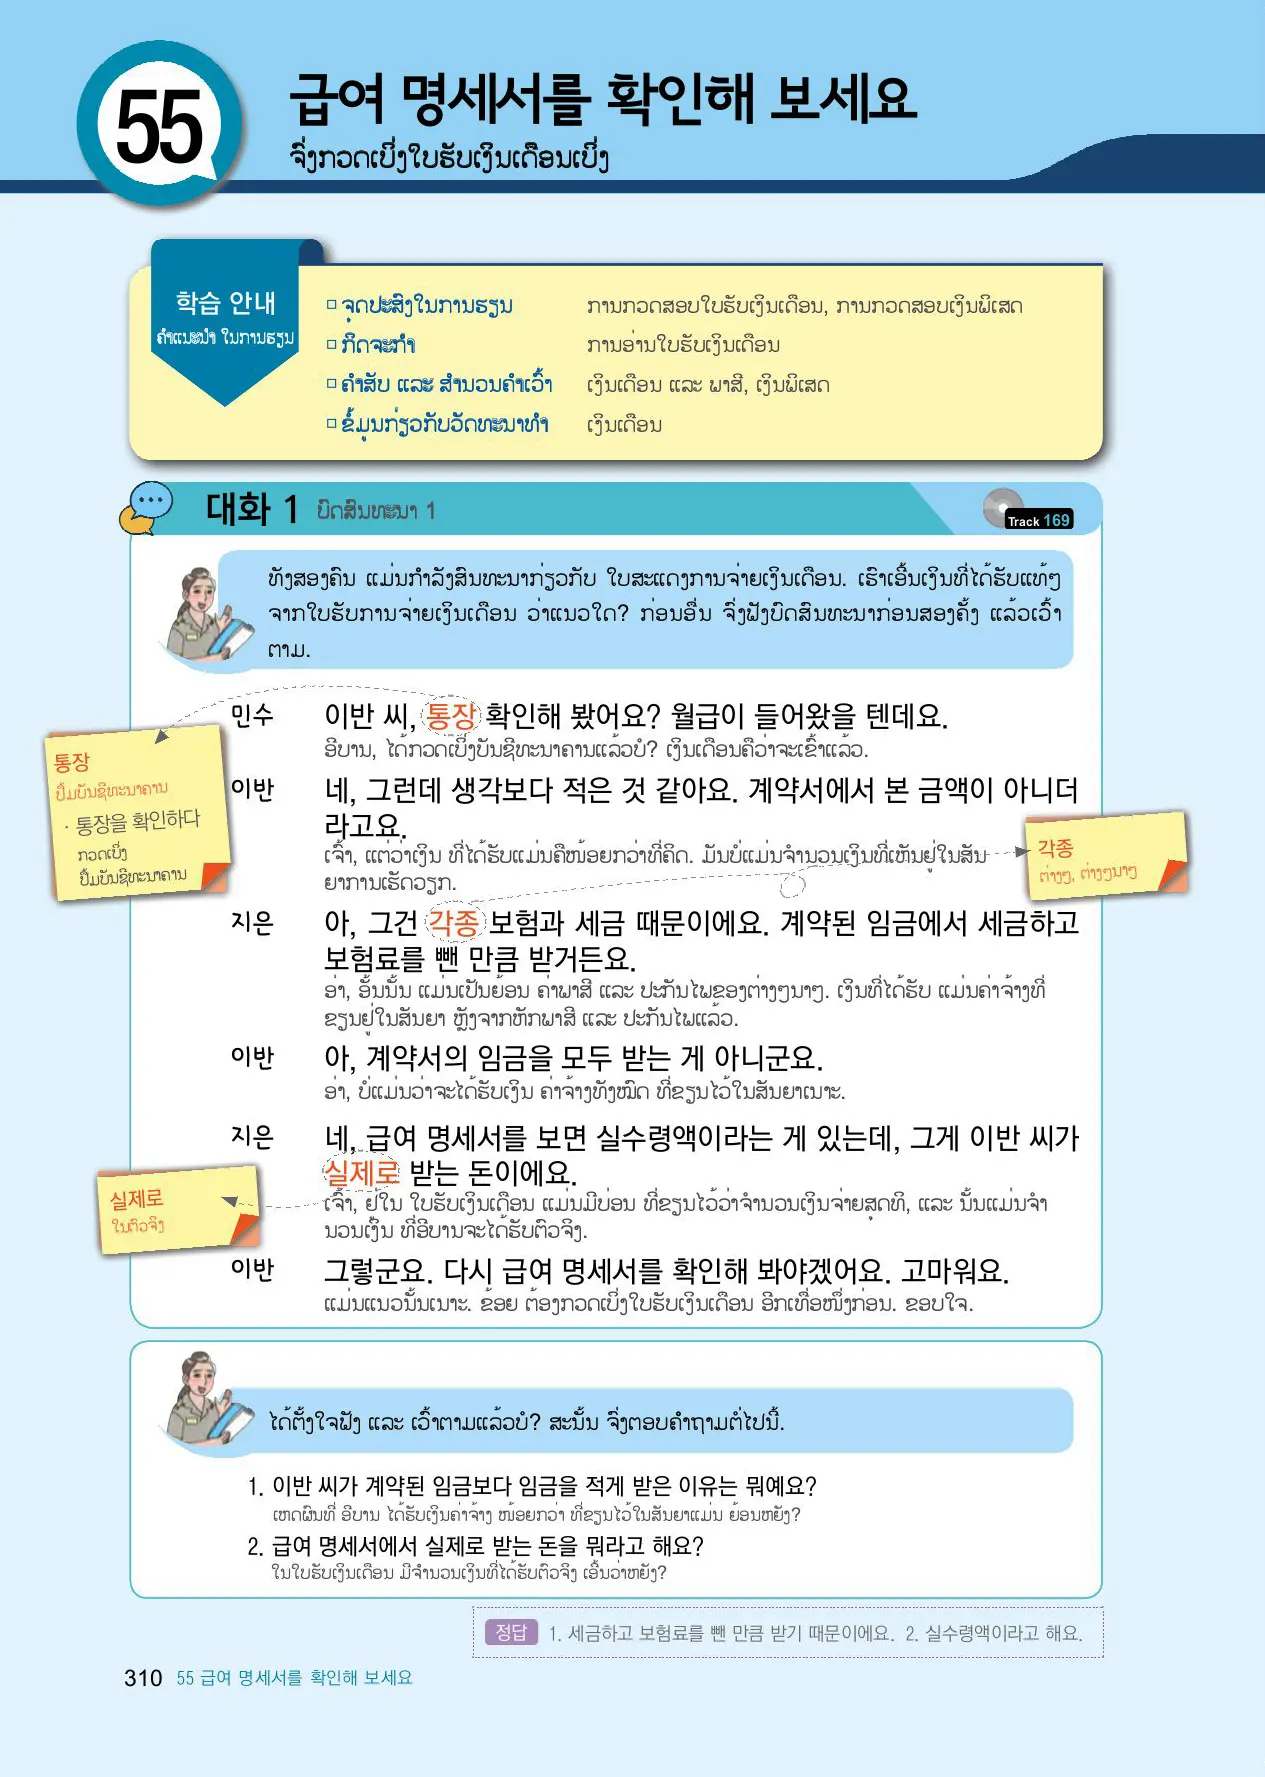 55
급여 명세서를 확인해 보세요
ຈົ່ງກວດເບິ່ງໃບຮັບເງິນເດືອນເບິ່ງ
학습 안내
ຄຳແນະນຳ ໃນການຮຽນ
□ ຈຸດປະສົງໃນການຮຽນ ການກວດສອບໃບຮັບເງິນເດືອນ, ການກວດສອບເງິນພິເສດ
□ ກິດຈະກຳ ການອ່ານໃບຮັບເງິນເດືອນ
□ ຄຳສັບ ແລະ ສຳນວນຄຳເວົ້າ ເງິນເດືອນ ແລະ ພາສີ, ເງິນພິເສດ
□ ຂໍ້ມູນກ່ຽວກັບວັດທະນາທຳ ເງິນເດືອນ
대화 1 ບົດສົນທະນາ 1
Track 169
ທັງສອງຄົນ ແມ່ນກຳລັງສົນທະນາກ່ຽວກັບ ໃບສະແດງການຈ່າຍເງິນເດືອນ. ເຮົາເອີ້ນເງິນທີ່ໄດ້ຮັບແທ້ໆ
ຈາກໃບຮັບການຈ່າຍເງິນເດືອນ ວ່າແນວໃດ? ກ່ອນອື່ນ ຈົ່ງຟັງບົດສົນທະນາກ່ອນສອງຄັ້ງ ແລ້ວເວົ້າ
ຕາມ.
민수 이반 씨, 통장 확인해 봤어요? 월급이 들어왔을 텐데요.
ອີບານ, ໄດ້ກວດເບິ່ງບັນຊີທະນາຄານແລ້ວບໍ? ເງິນເດືອນຄືວ່າຈະເຂົ້າແລ້ວ.
통장
ປຶ້ມບັນຊີທະນາຄານ
· 통장을 확인하다
ກວດເບິ່ງ
ປຶ້ມບັນຊີທະນາຄານ
이반 네, 그런데 생각보다 적은 것 같아요. 계약서에서 본 금액이 아니더
라고요.
ເຈົ້າ, ແຕ່ວ່າເງິນ ທີ່ໄດ້ຮັບແມ່ນຄືໜ້ອຍກວ່າທີ່ຄິດ. ມັນບໍ່ແມ່ນຈຳນວນເງິນທີ່ເຫັນຢູ່ໃນສັນ
ຍາການເຮັດວຽກ.
각종
ຕ່າງໆ, ຕ່າງໆນາໆ
지은 아, 그건 각종 보험과 세금 때문이에요. 계약된 임금에서 세금하고
보험료를 뺀 만큼 받거든요.
ອ່າ, ອັ້ນນັ້ນ ແມ່ນເປັນຍ້ອນ ຄ່າພາສີ ແລະ ປະກັນໄພຂອງຕ່າງໆນາໆ. ເງິນທີ່ໄດ້ຮັບ ແມ່ນຄ່າຈ້າງທີ່
ຂຽນຢູ່ໃນສັນຍາ ຫຼັງຈາກຫັກພາສີ ແລະ ປະກັນໄພແລ້ວ.
이반 아, 계약서의 임금을 모두 받는 게 아니군요.
ອ່າ, ບໍ່ແມ່ນວ່າຈະໄດ້ຮັບເງິນ ຄ່າຈ້າງທັງໝົດ ທີ່ຂຽນໄວ້ໃນສັນຍາເນາະ.
지은 네, 급여 명세서를 보면 실수령액이라는 게 있는데, 그게 이반 씨가
실제로 받는 돈이에요.
ເຈົ້າ, ຢູ່ໃນ ໃບຮັບເງິນເດືອນ ແມ່ນມີບ່ອນ ທີ່ຂຽນໄວ້ວ່າຈຳນວນເງິນຈ່າຍສຸດທິ, ແລະ ນັ້ນແມ່ນຈຳ
ນວນເງິນ ທີ່ອີບານຈະໄດ້ຮັບຕົວຈິງ.
실제로
ໃນຕົວຈິງ
이반 그렇군요. 다시 급여 명세서를 확인해 봐야겠어요. 고마워요.
ແມ່ນແນວນັ້ນເນາະ. ຂ້ອຍ ຕ້ອງກວດເບິ່ງໃບຮັບເງິນເດືອນ ອີກເທື່ອໜຶ່ງກ່ອນ. ຂອບໃຈ.
ໄດ້ຕັ້ງໃຈຟັງ ແລະ ເວົ້າຕາມແລ້ວບໍ? ສະນັ້ນ ຈົ່ງຕອບຄຳຖາມຕໍ່ໄປນີ້.
1. 이반 씨가 계약된 임금보다 임금을 적게 받은 이유는 뭐예요?
ເຫດຜົນທີ່ ອີບານ ໄດ້ຮັບເງິນຄ່າຈ້າງ ໜ້ອຍກວ່າ ທີ່ຂຽນໄວ້ໃນສັນຍາແມ່ນ ຍ້ອນຫຍັງ?
2. 급여 명세서에서 실제로 받는 돈을 뭐라고 해요?
ໃນໃບຮັບເງິນເດືອນ ມີຈຳນວນເງິນທີ່ໄດ້ຮັບຕົວຈິງ ເອີ້ນວ່າຫຍັງ?
정답 1. 세금하고 보험료를 뺀 만큼 받기 때문이에요. 2. 실수령액이라고 해요.
310 55 급여 명세서를 확인해 보세요